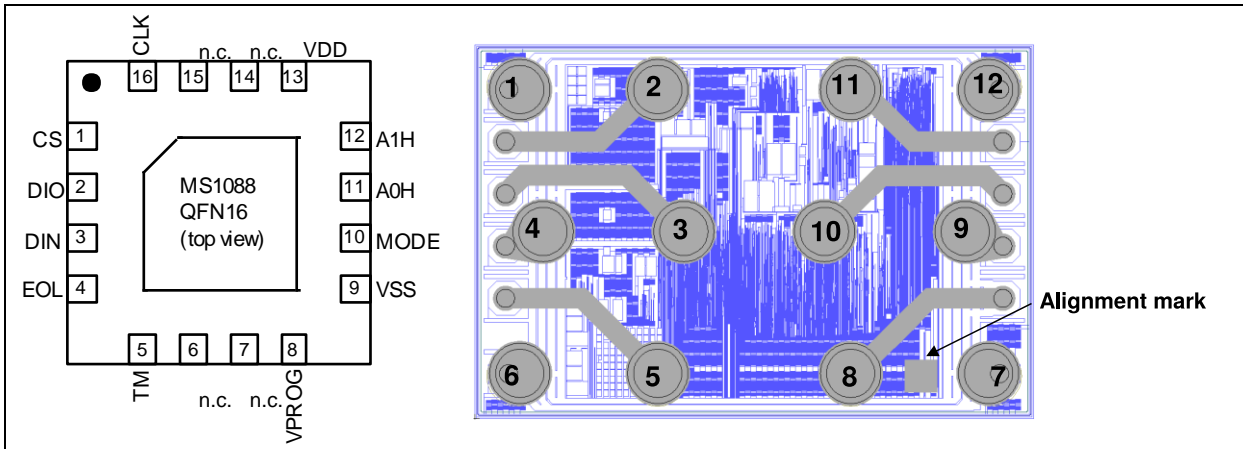 CLK
n.c.
n.c.
VDD
16
15
14
13
CS
1
DIO
2
DIN
3
EOL
4
MS1088
QFN16
(top view)
12
A1H
11
A0H
10
MODE
9
VSS
5
6
7
8
TM
n.c.
n.c.
VPROG
1
2
11
12
4
3
10
9
Alignment mark
6
5
8
7